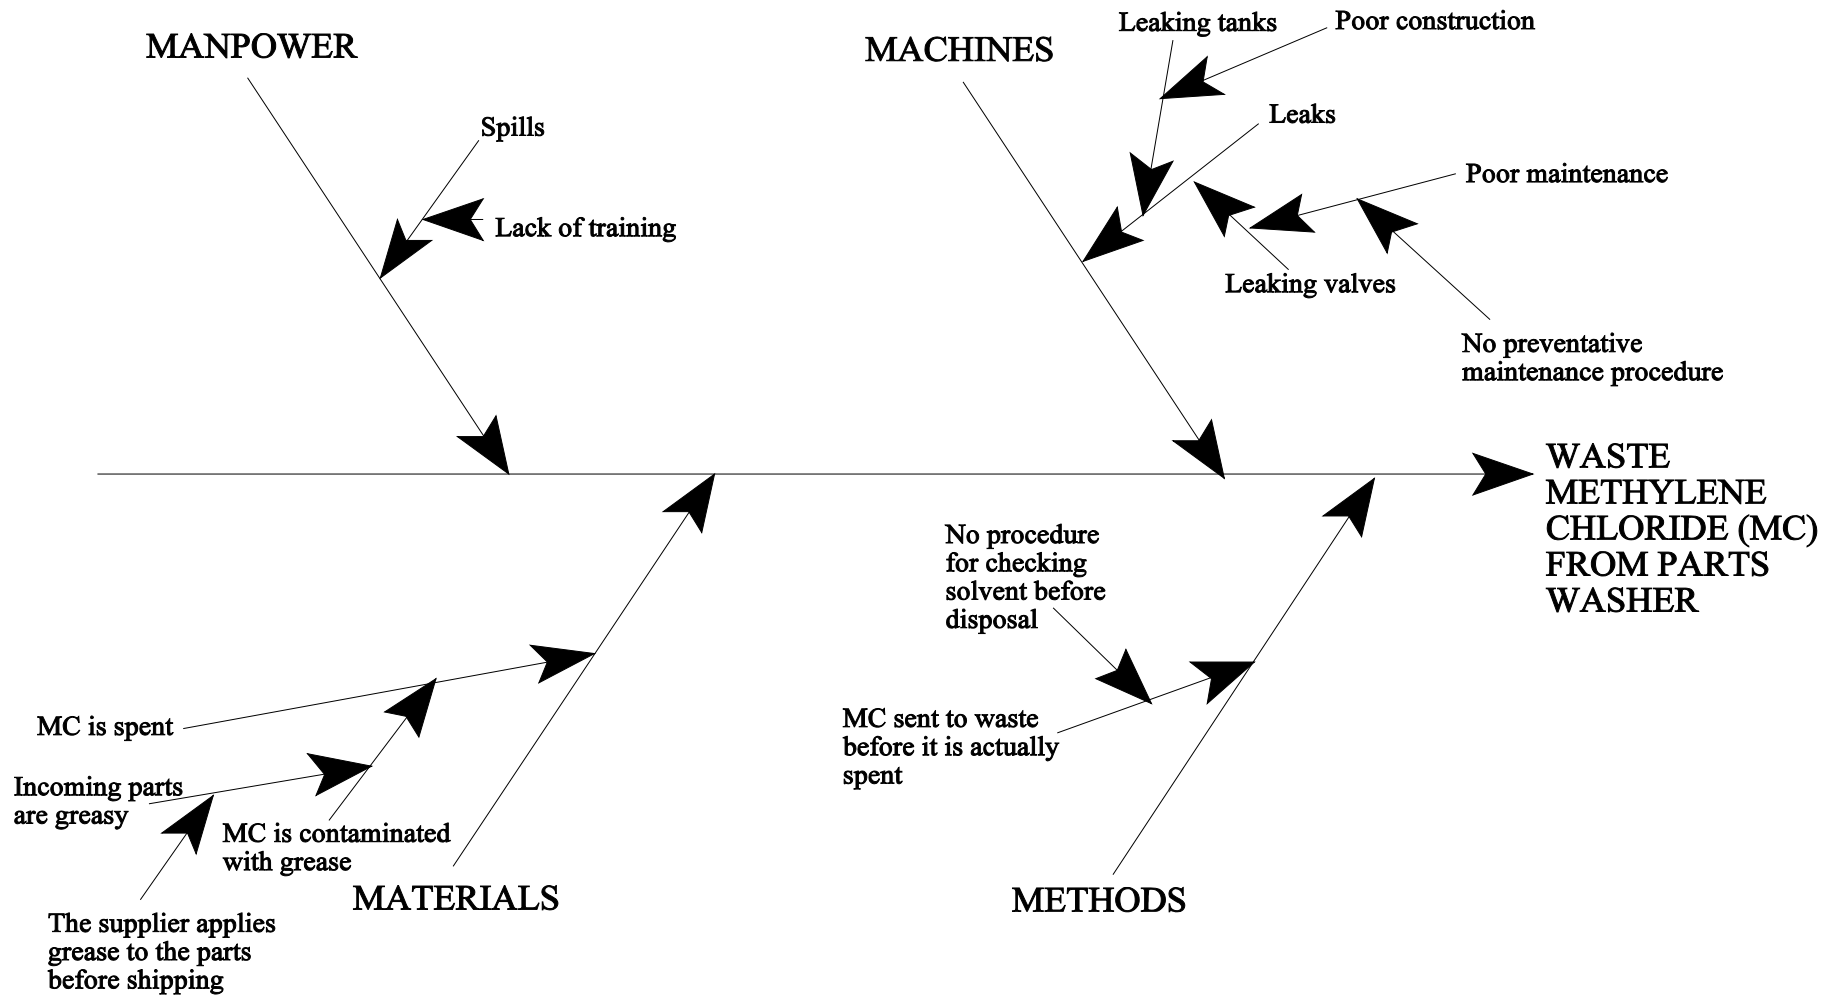 MANPOWER
MACHINES
Leaking tanks
Poor construction
Spills
Leaks
Lack of training
Poor maintenance
Leaking valves
No preventative
maintenance procedure
WASTE
METHYLENE
CHLORIDE (MC)
FROM PARTS
WASHER
No procedure
for checking
solvent before
disposal
MC is spent
MC sent to waste
before it is actually
spent
Incoming parts
are greasy
MC is contaminated
with grease
MATERIALS
METHODS
The supplier applies
grease to the parts
before shipping